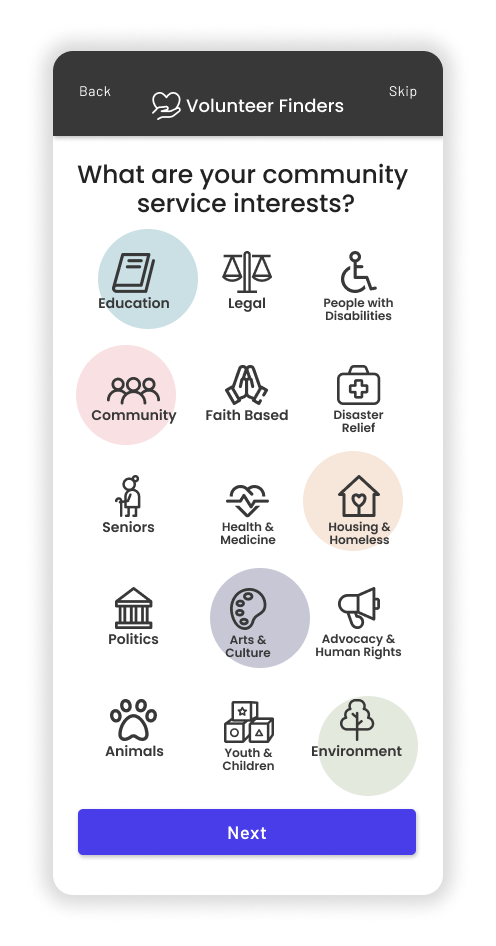 Back
Volunteer Finders
Skip
What are your community
service interests?
Education
Legal
People with
Disabilities
Community
Faith Based
Disaster
Relief
Seniors
Health &
Medicine
Housing &
Homeless
Politics
Arts &
Culture
Advocacy &
Human Rights
Animals
Youth &
Children
Environment
Next